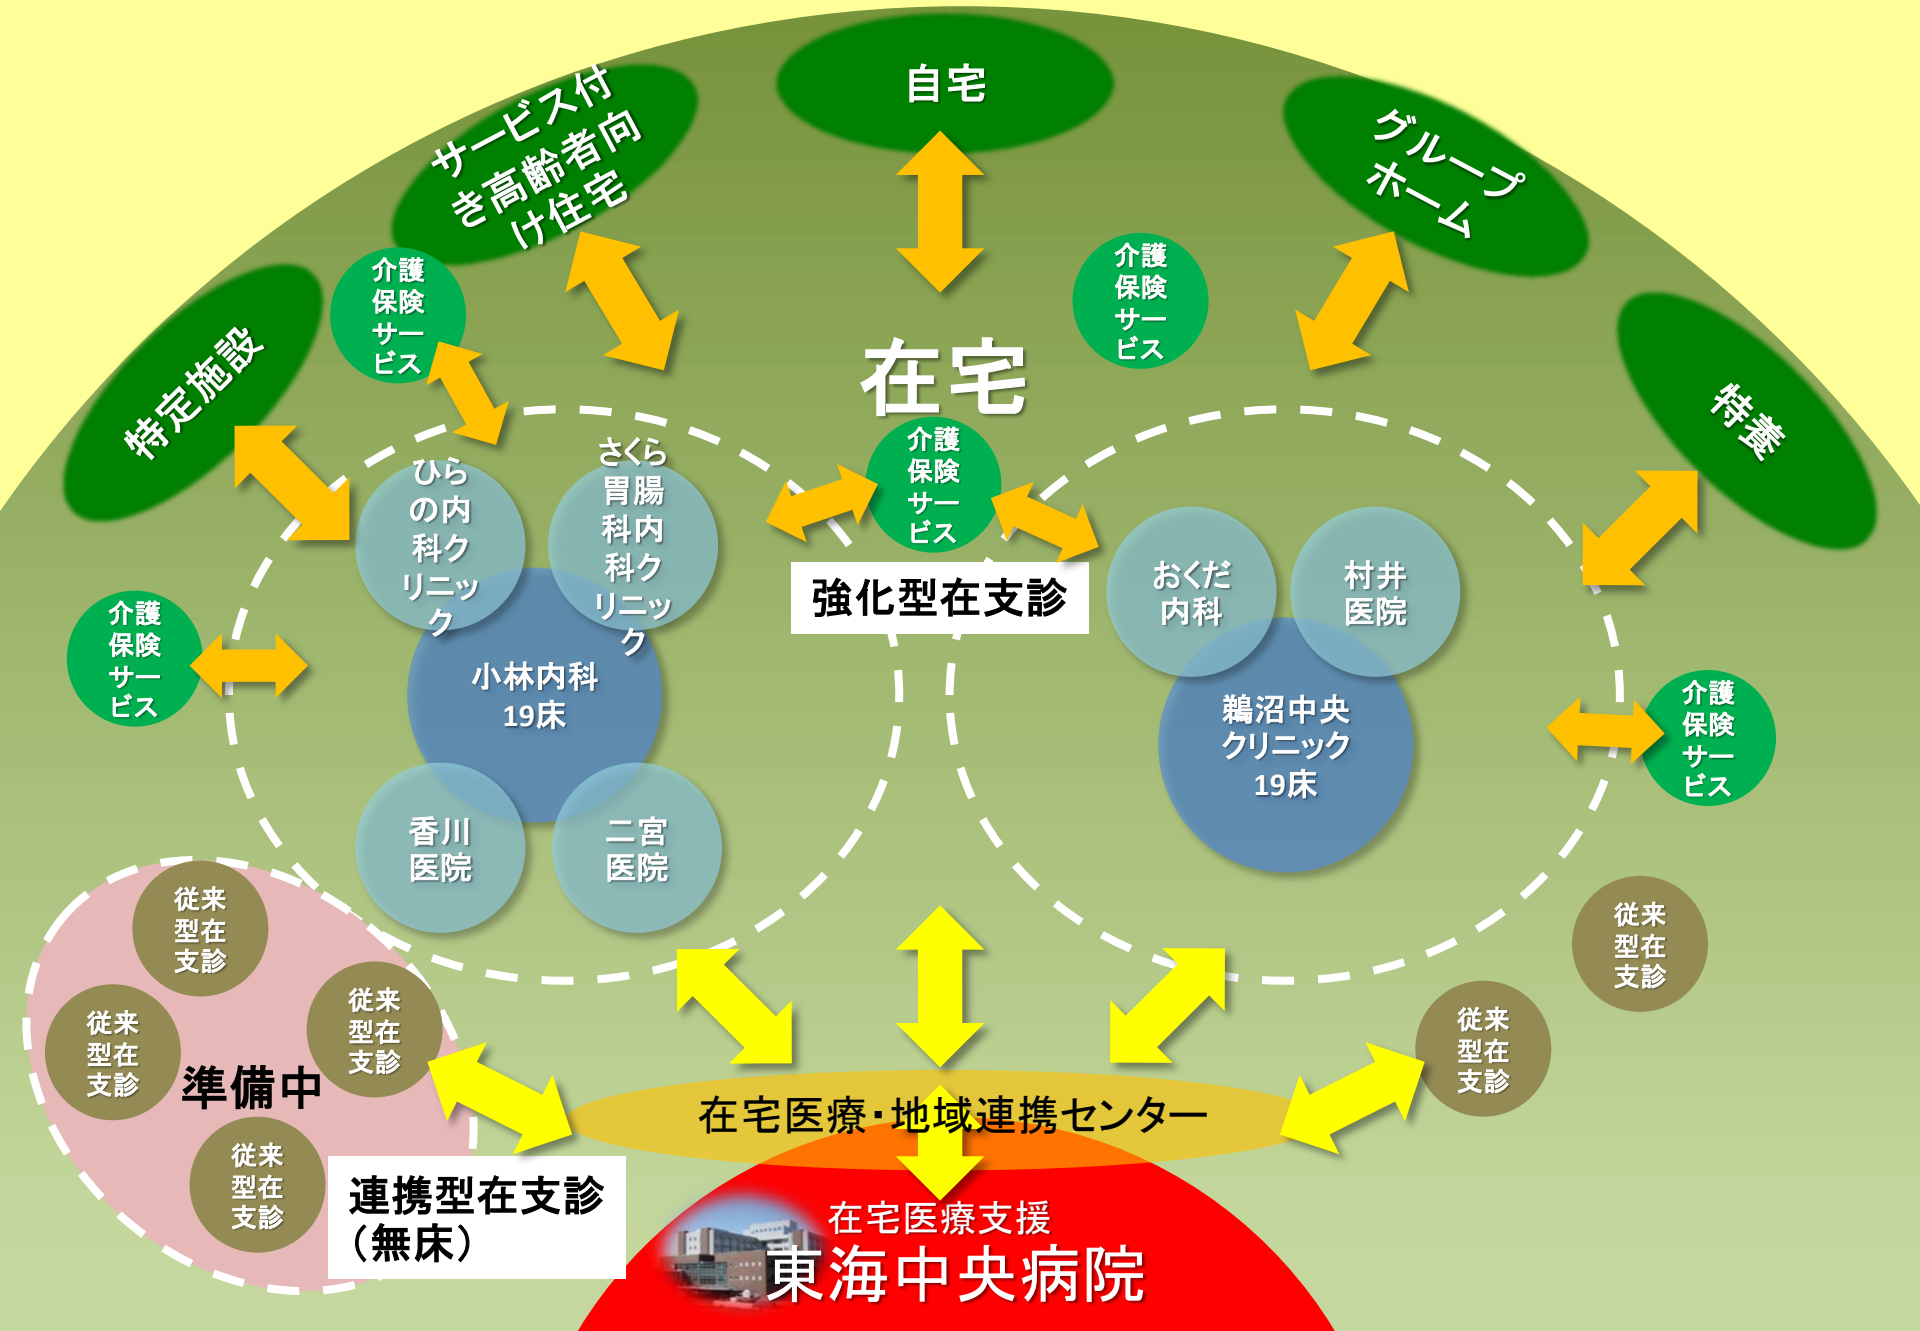 自宅
サービス付
き高齢者向
け住宅
グループ
ホーム
特定施設
特養
介護
保険
サー
ビス
介護
保険
サー
ビス
在宅
介護
保険
サー
ビス
介護
保険
サー
ビス
介護
保険
サー
ビス
ひら
の内
科ク
リニッ
ク
さくら
胃腸
科内
科ク
リニッ
ク
小林内科
19床
香川
医院
二宮
医院
強化型在支診
おくだ
内科
村井
医院
鵜沼中央
クリニック
19床
従来
型在
支診
従来
型在
支診
従来
型在
支診
従来
型在
支診
準備中
連携型在支診
（無床）
従来
型在
支診
従来
型在
支診
在宅医療・地域連携センター
在宅医療支援
東海中央病院